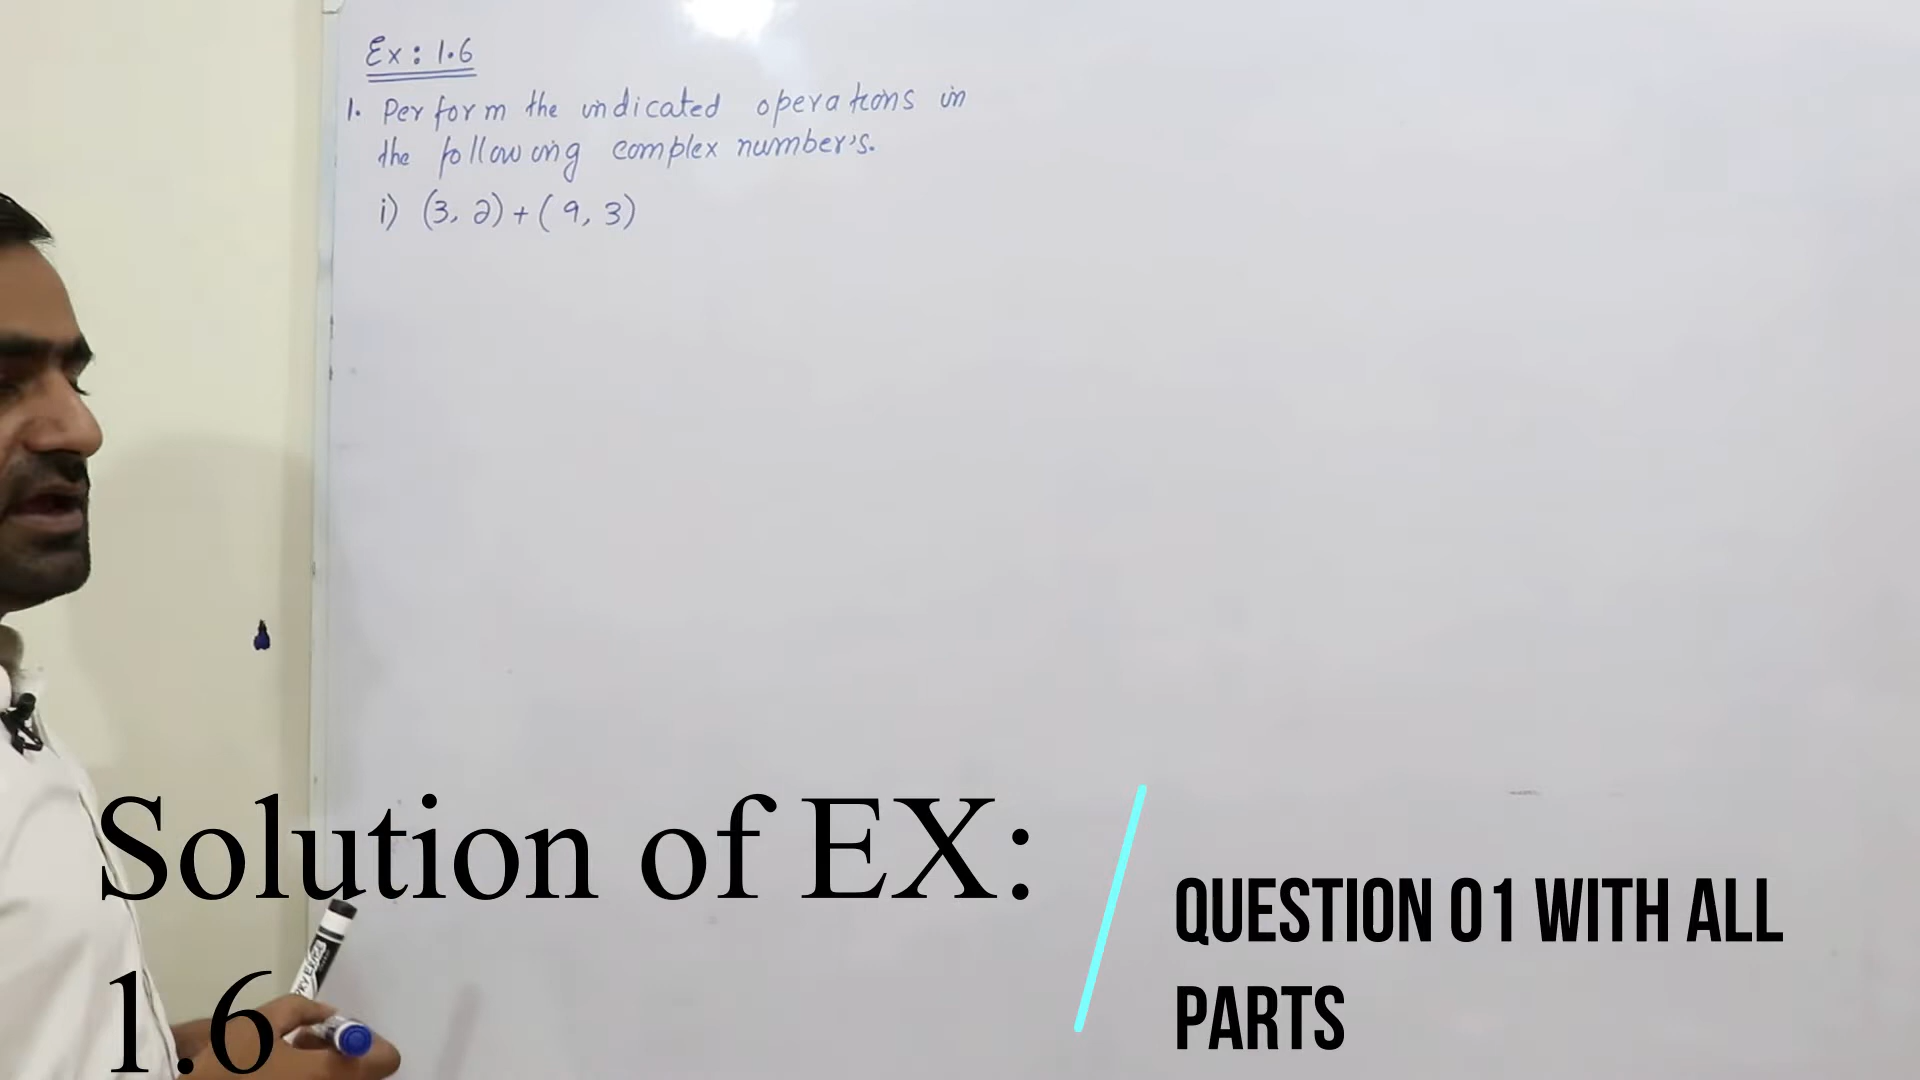 Ex: 1.6
1. Perform the indicated operations in
the following complex number's.
i) (3, 2) + (9, 3)
Solution of EX:
1.6
QUESTION 01 WITH ALL
PARTS